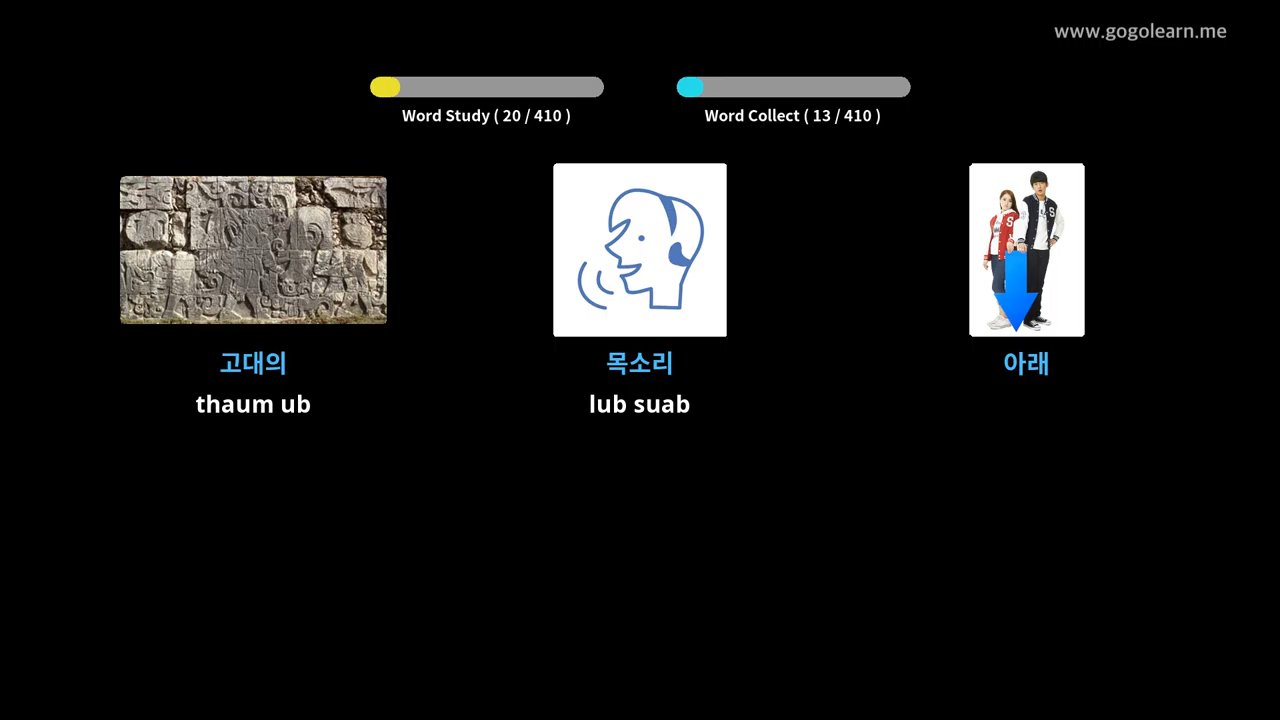 www.gogolearn.me
Word Study ( 20 / 410 )
Word Collect ( 13 / 410 )
고대의
목소리
아래
thaum ub
lub suab